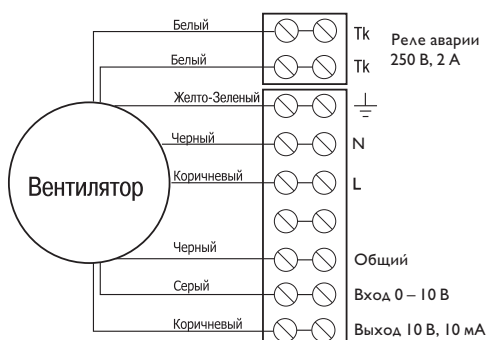 Белый Tk Реле аварии
Белый Tk 250 В, 2 А
Желто-Зеленый
Черный N
Вентилятор
Коричневый L
Черный Общий
Серый Вход 0 – 10 В
Коричневый Выход 10 В, 10 мА